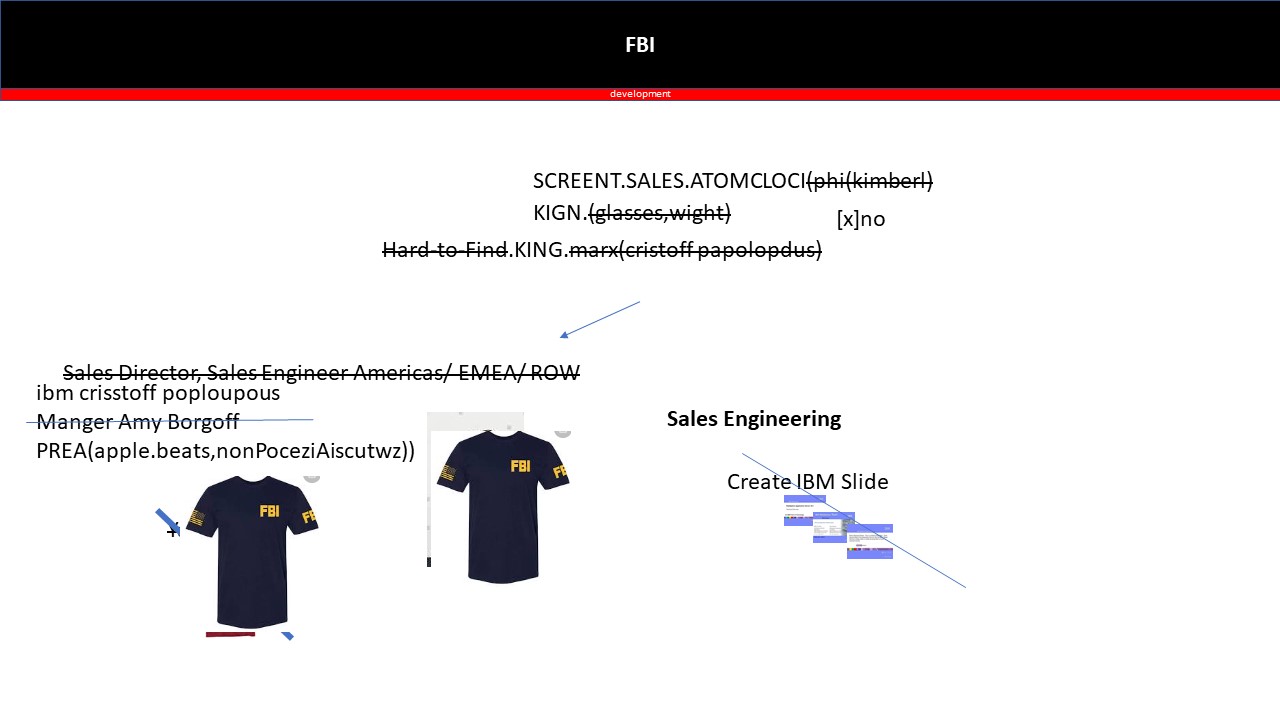 FBI
development
SCREENT.SALES.ATOMCLOCI(phi(kimberl)
KIGN.(glasses,wight)
[x]no
Hard-to-Find.KING.marx(cristoff papolopdus)
Sales Director, Sales Engineer Americas/ EMEA/ ROW
ibm crisstoff poploupous
Manger Amy Borgoff
PREA(apple.beats,nonPoceziAiscutwz))
Sales Engineering
Create IBM Slide
FBI
FBI
FB
FBI
FB